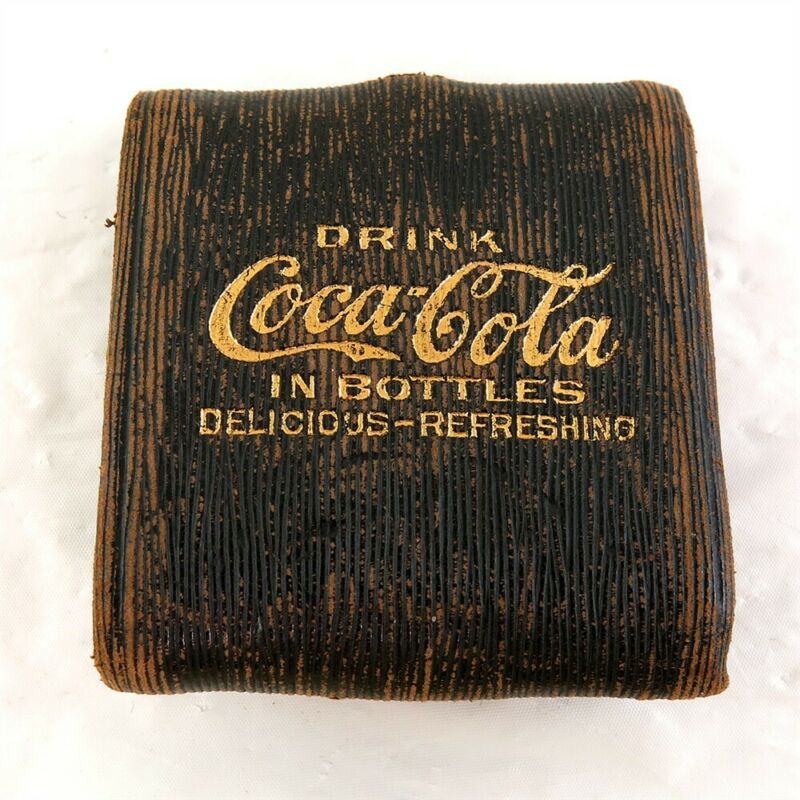 DRINK
Coca-Cola
IN BOTTLES
DELICIOUS-REFRESHING